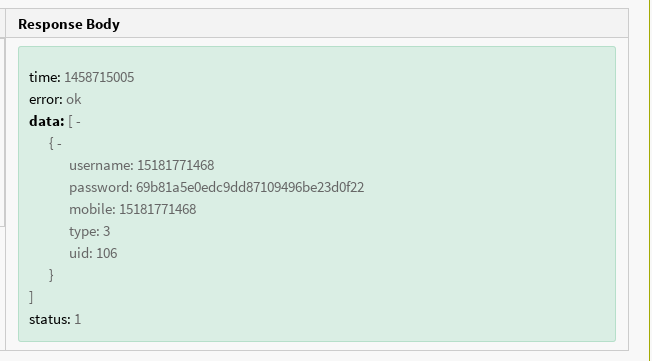 Response Body
time: 1458715005
error: ok
data: [ -
{ -
username: 15181771468
password: 69b81a5e0edc9dd87109496be23d0f22
mobile: 15181771468
type: 3
uid: 106
}
]
status: 1